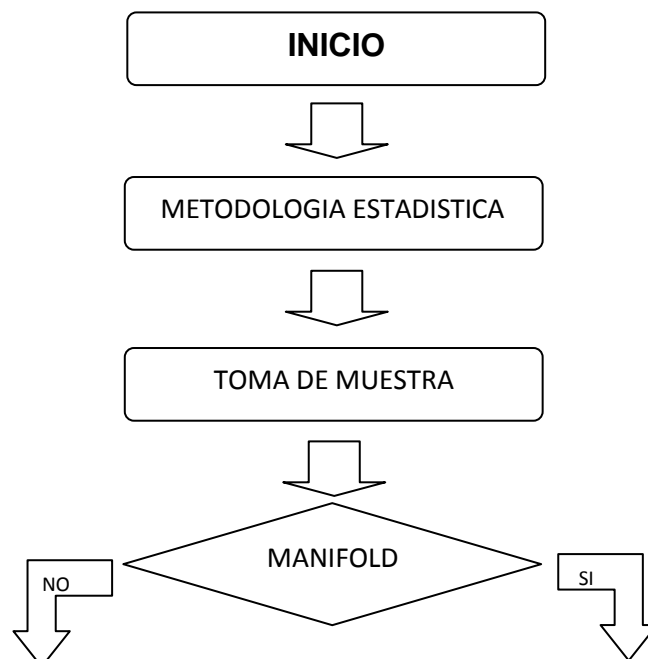 INICIO
METODOLOGIA ESTADISTICA
TOMA DE MUESTRA
MANIFOLD
NO
SI